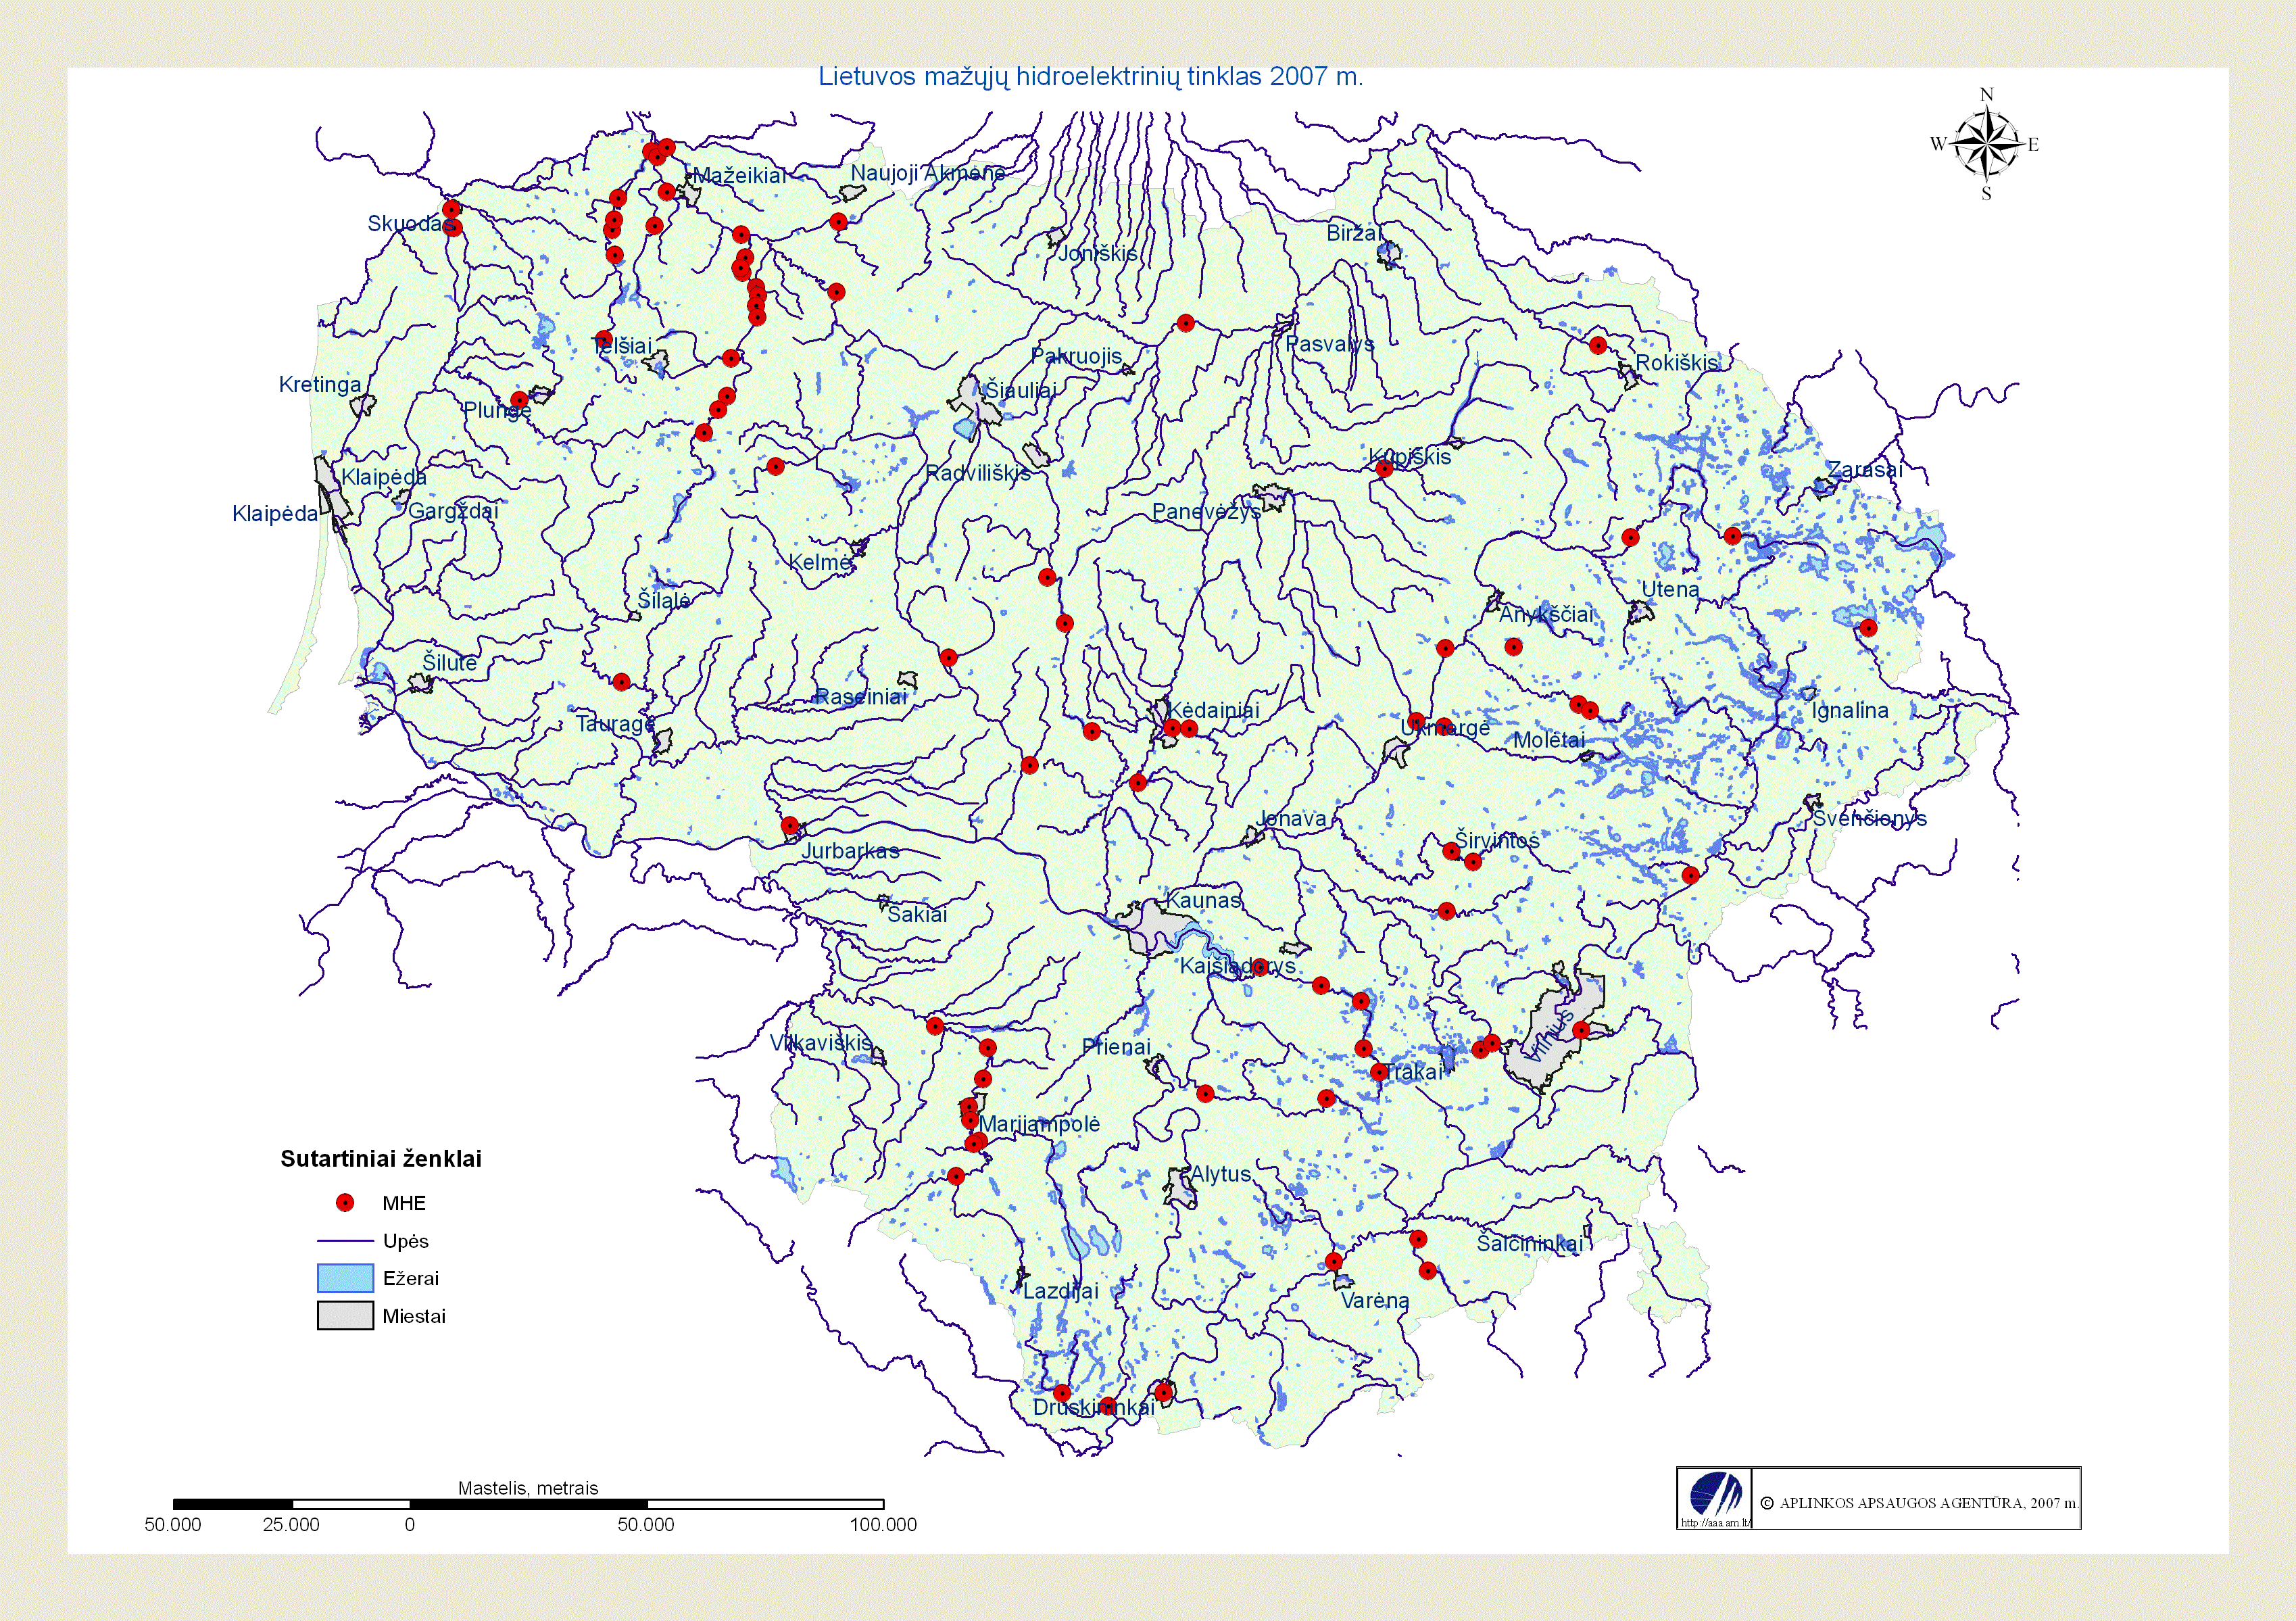 Lietuvos mažųjų hidroelektrinių tinklas 2007 m.
N
W
E
S
Mažeikiai
Naujoji Akmėnė
Skuodas
Biržai
Joniškis
Telšiai
Pakruojis
Pasvalys
Rokiškis
Kretinga
Šiauliai
Plungė
Kupiškis
Zarasai
Klaipėda
Radviliškis
Klaipėda
Gargždai
Panevėžys
Kelmė
Utena
Šilalė
Anykščiai
Šilutė
Raseiniai
Kėdainiai
Ignalina
Tauragė
Ukmergė
Molėtai
Jonava
Švenčionys
Širvintos
Jurbarkas
Kaunas
Šakiai
Kaišiadorys
Vilnius
Vilkaviškis
Prienai
Trakai
Marijampolė
Alytus
Šalčininkai
Lazdijai
Varėna
Druskininkai
Sutartiniai ženklai
MHE
Upės
Ežerai
Miestai
Mastelis, metrais
50.000 25.000 0 50.000 100.000
© APLINKOS APSAUGOS AGENTŪRA, 2007 m.
http://aaa.am.lt/